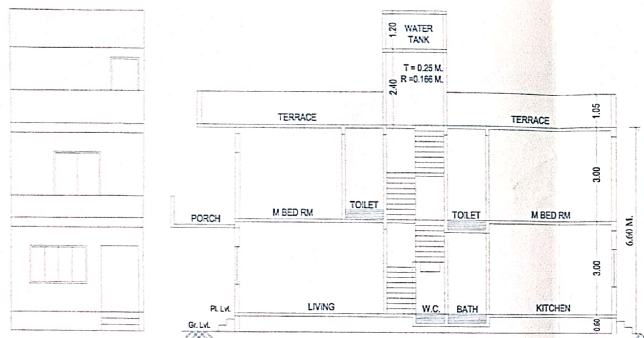 1.20
WATER
TANK
T = 0.25 M.
R =0.166 M.
2.40
TERRACE
TERRACE
1.05
3.00
TOILET
M BED RM
PORCH
TOILET
M BED RM
6.60 M.
3.00
Pl. Lvl.
LIVING
W.C.
BATH
KITCHEN
Gr. Lvl.
0.60